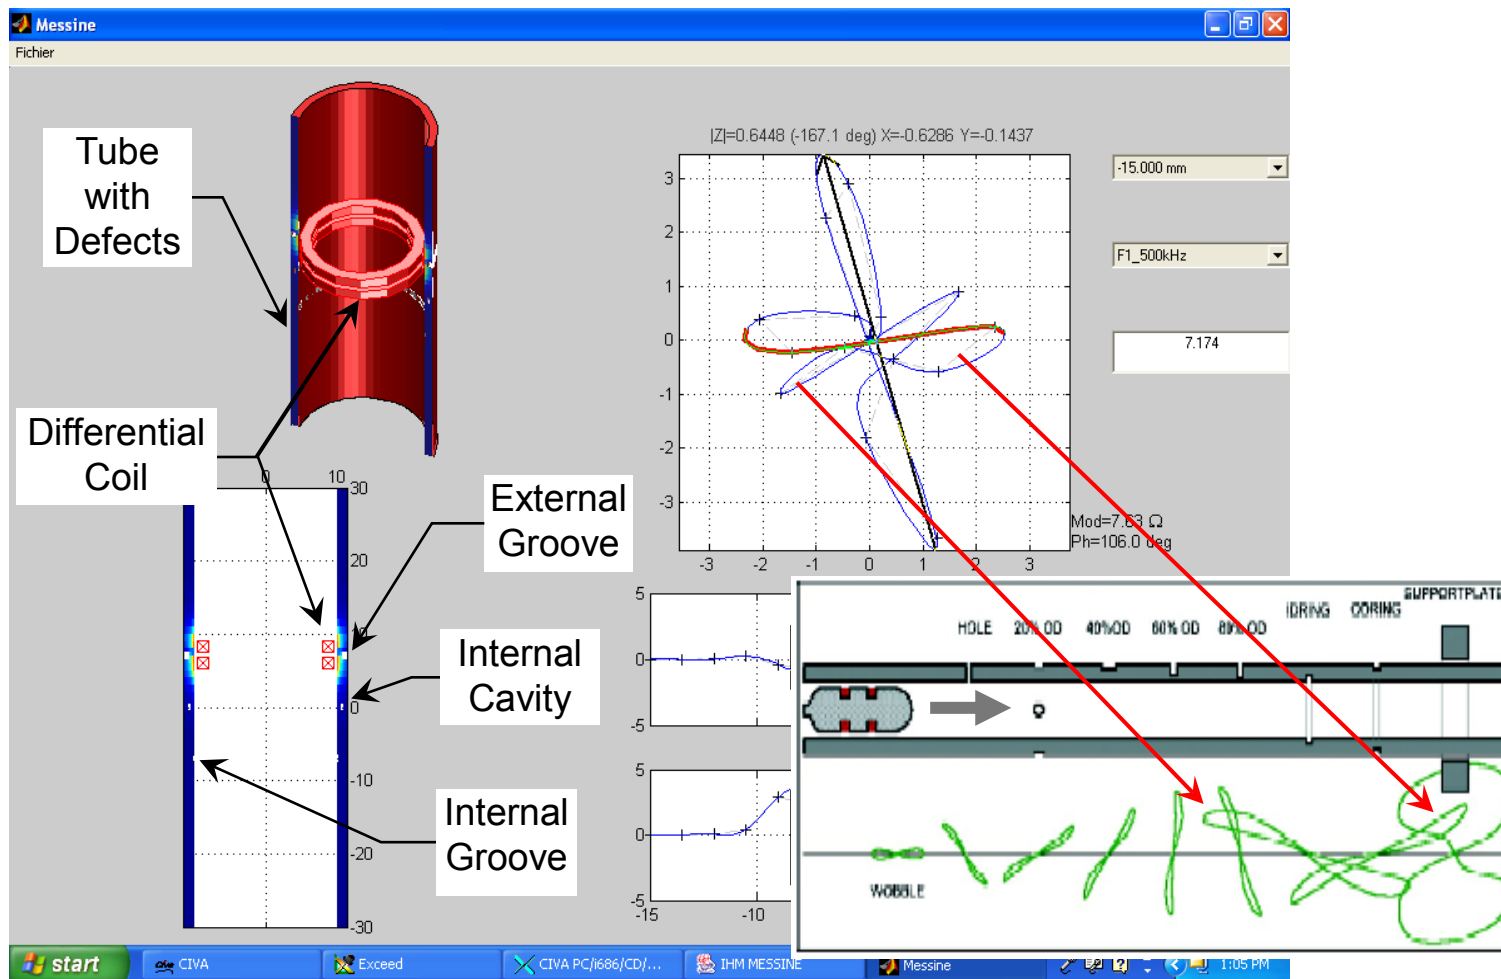 Messine
Fichier
Tube
with
Defects
|Z|=0.6448 (-167.1 deg) X=-0.6286 Y=-0.1437
-15.000 mm
F1_500kHz
7.174
3
2
1
0
-1
-2
-3
-3 -2 -1 0 1 2 3
Mod=7.63 Ω
Ph=106.0 deg
Differential
Coil
0 10
30
20
10
0
-10
-20
-30
External
Groove
Internal
Cavity
Internal
Groove
5
0
-5
5
0
-5
-15 -10
HOLE 20% OD 40%OD 60% OD 80% OD IDRING ODRING SUPPORTPLATE
WOBBLE
start
CIVA
Exceed
CIVA PC/i686/CD/...
IHM MESSINE
Messine
1:05 PM